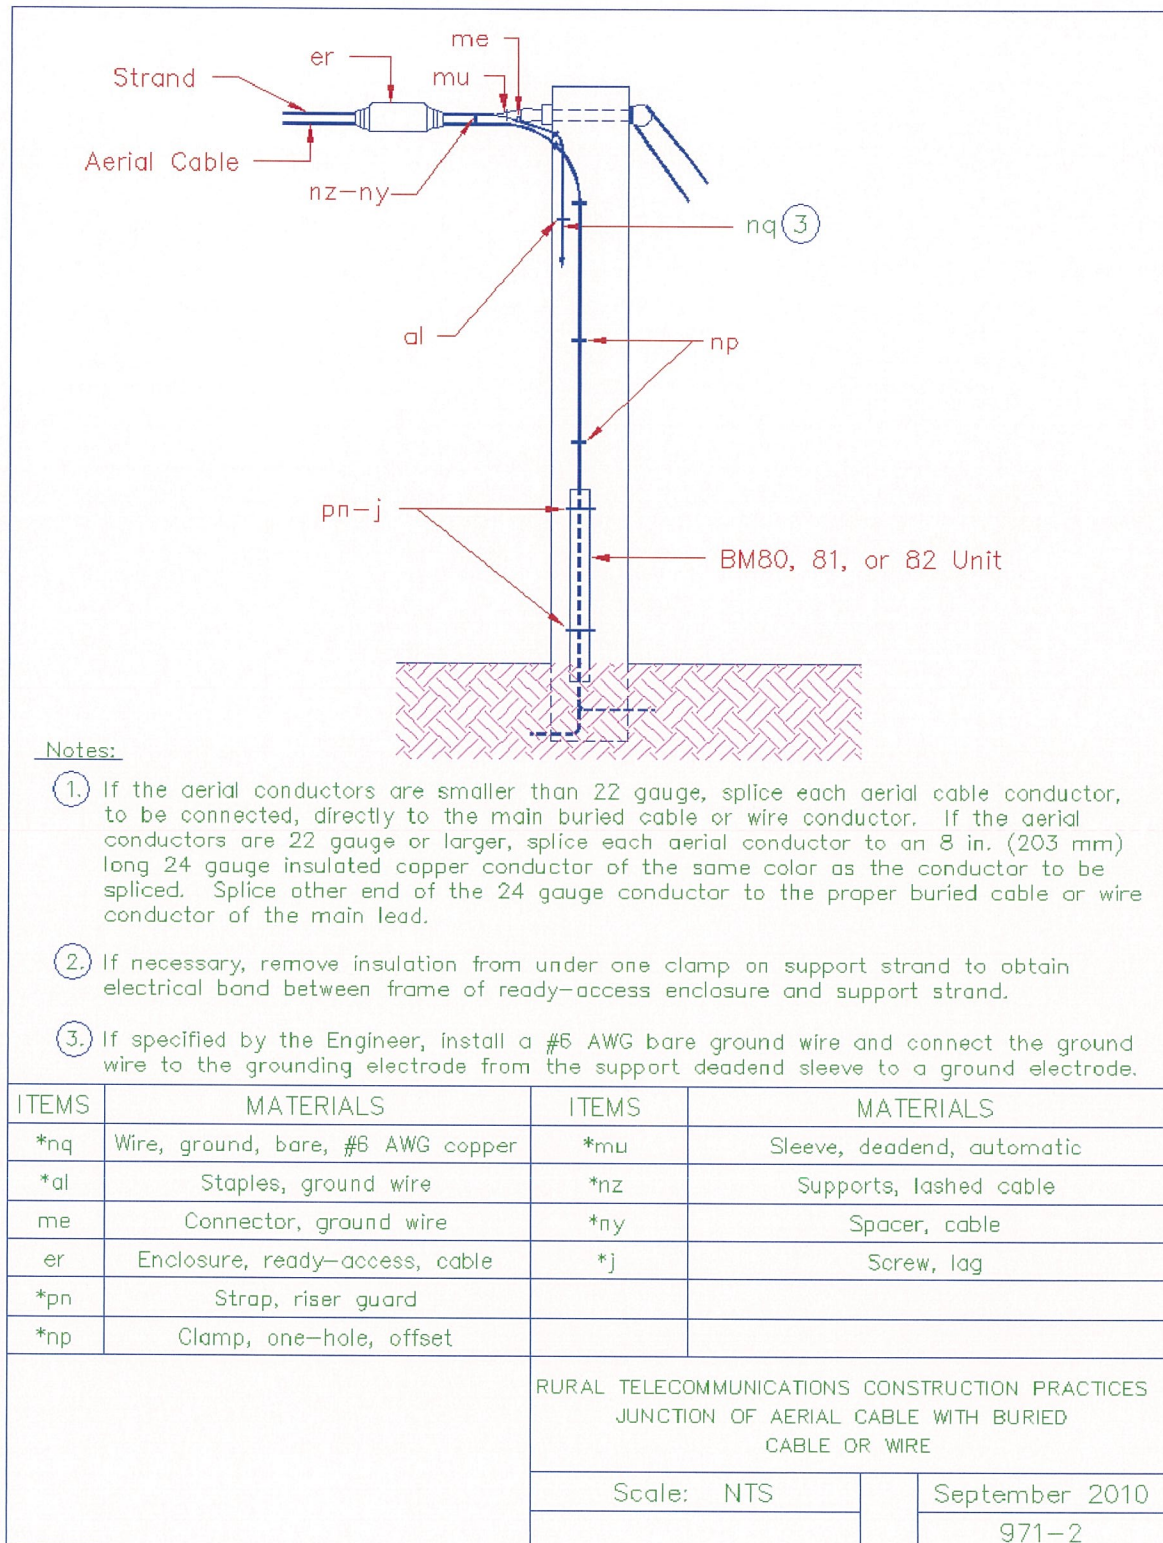 me
er
Strand
mu
Aerial Cable
nz-ny
nq 3
al
np
pn-j
BM80, 81, or 82 Unit
Notes:
1. If the aerial conductors are smaller than 22 gauge, splice each aerial cable conductor,
to be connected, directly to the main buried cable or wire conductor. If the aerial
conductors are 22 gauge or larger, splice each aerial conductor to an 8 in. (203 mm)
long 24 gauge insulated copper conductor of the same color as the conductor to be
spliced. Splice other end of the 24 gauge conductor to the proper buried cable or wire
conductor of the main lead.
2. If necessary, remove insulation from under one clamp on support strand to obtain
electrical bond between frame of ready-access enclosure and support strand.
3. If specified by the Engineer, install a #6 AWG bare ground wire and connect the ground
wire to the grounding electrode from the support deadend sleeve to a ground electrode.
ITEMS MATERIALS ITEMS MATERIALS
*nq Wire, ground, bare, #6 AWG copper *mu Sleeve, deadend, automatic
*al Staples, ground wire *nz Supports, lashed cable
me Connector, ground wire *ny Spacer, cable
er Enclosure, ready-access, cable *j Screw, lag
*pn Strap, riser guard
*np Clamp, one-hole, offset
RURAL TELECOMMUNICATIONS CONSTRUCTION PRACTICES
JUNCTION OF AERIAL CABLE WITH BURIED
CABLE OR WIRE
Scale: NTS September 2010
971-2